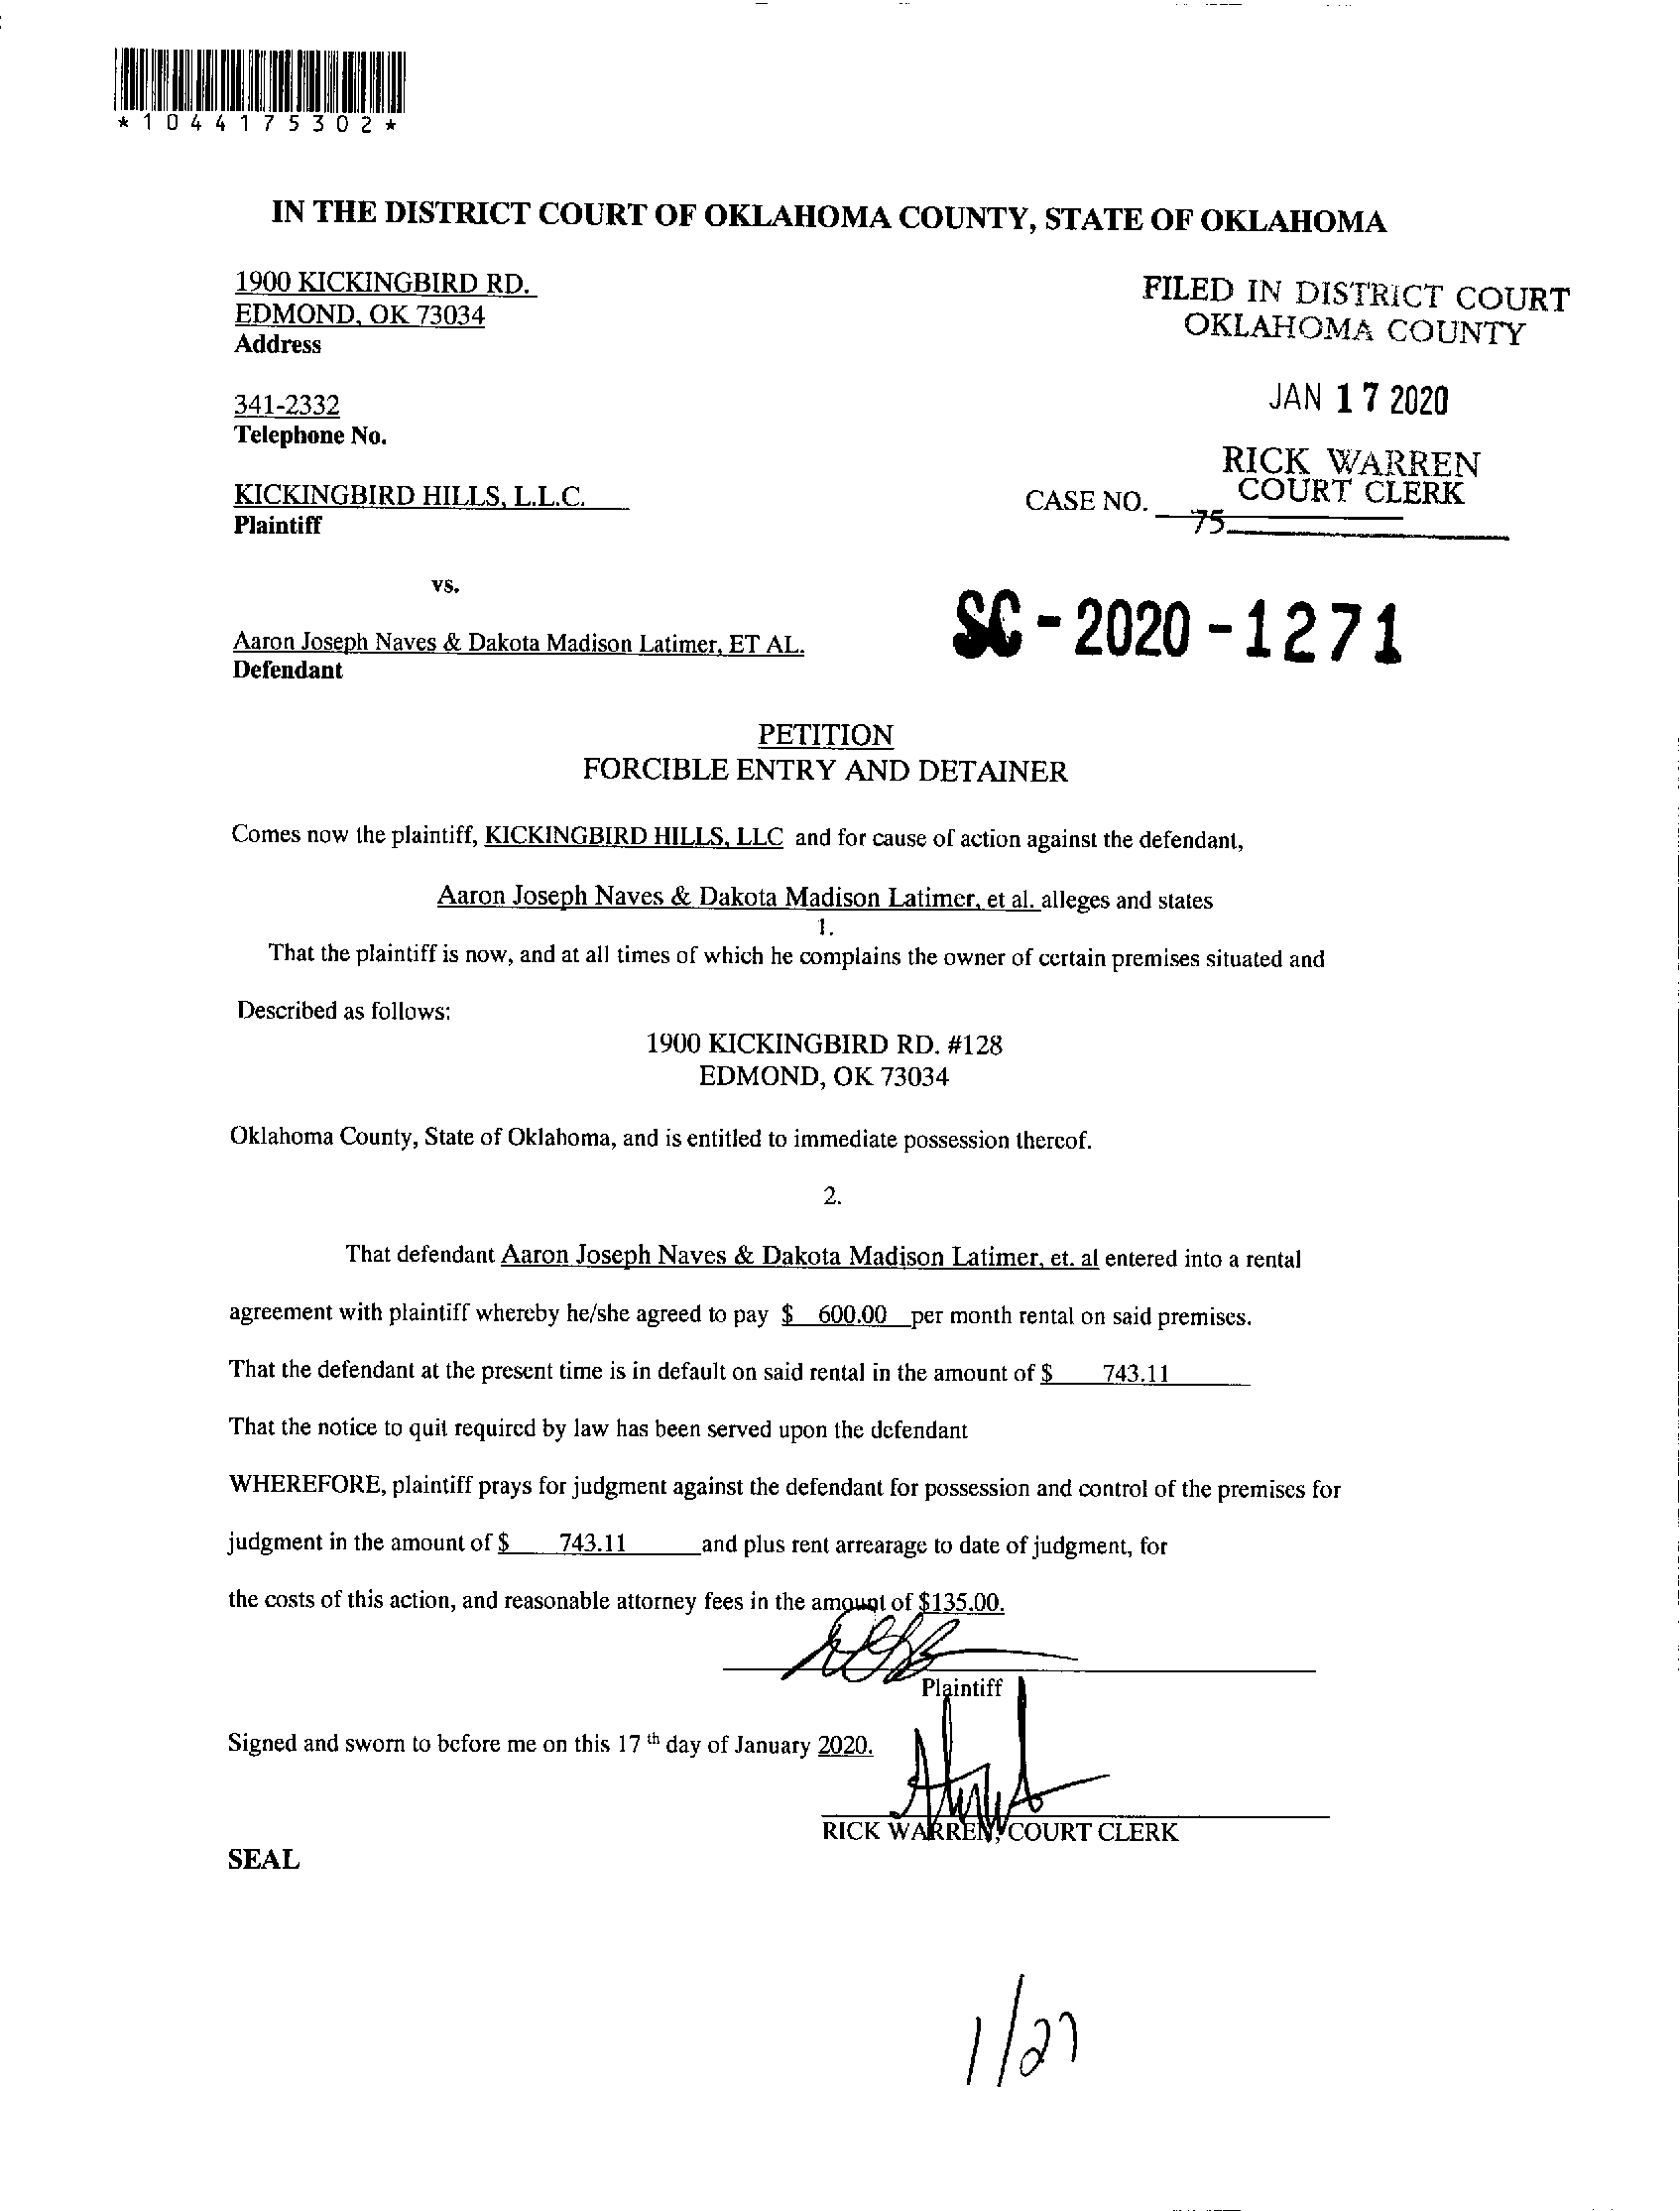 *1044175302*
IN THE DISTRICT COURT OF OKLAHOMA COUNTY, STATE OF OKLAHOMA
1900 KICKINGBIRD RD.
EDMOND, OK 73034
Address
FILED IN DISTRICT COURT
OKLAHOMA COUNTY
JAN 17 2020
RICK WARREN
COURT CLERK
341-2332
Telephone No.
KICKINGBIRD HILLS, L.L.C.
Plaintiff
CASE NO.
75
vs.
SC-2020-1271
Aaron Joseph Naves & Dakota Madison Latimer, ET AL.
Defendant
PETITION
FORCIBLE ENTRY AND DETAINER
Comes now the plaintiff, KICKINGBIRD HILLS, LLC and for cause of action against the defendant,
Aaron Joseph Naves & Dakota Madison Latimer, et al. alleges and states
1.
That the plaintiff is now, and at all times of which he complains the owner of certain premises situated and
Described as follows:
1900 KICKINGBIRD RD. #128
EDMOND, OK 73034
Oklahoma County, State of Oklahoma, and is entitled to immediate possession thereof.
2.
That defendant Aaron Joseph Naves & Dakota Madison Latimer, et. al entered into a rental
agreement with plaintiff whereby he/she agreed to pay $ 600.00 per month rental on said premises.
That the defendant at the present time is in default on said rental in the amount of $ 743.11
That the notice to quit required by law has been served upon the defendant
WHEREFORE, plaintiff prays for judgment against the defendant for possession and control of the premises for
judgment in the amount of $ 743.11 and plus rent arrearage to date of judgment, for
the costs of this action, and reasonable attorney fees in the amount of $135.00.
Plaintiff
Signed and sworn to before me on this 17 th day of January 2020.
RICK WARREN, COURT CLERK
SEAL
1/27